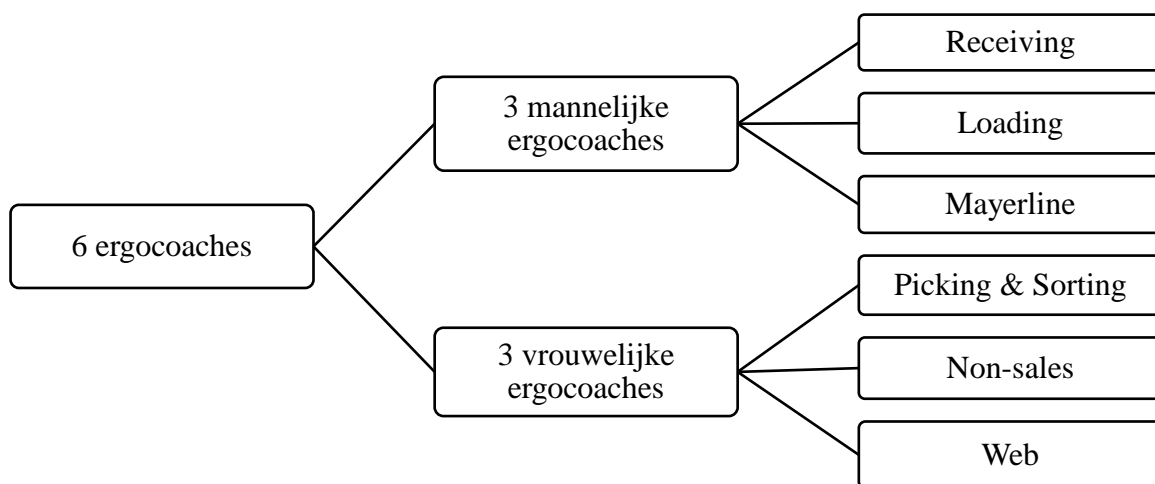 6 ergocoaches
3 mannelijke
ergocoaches
Receiving
Loading
Mayerline
3 vrouwelijke
ergocoaches
Picking & Sorting
Non-sales
Web